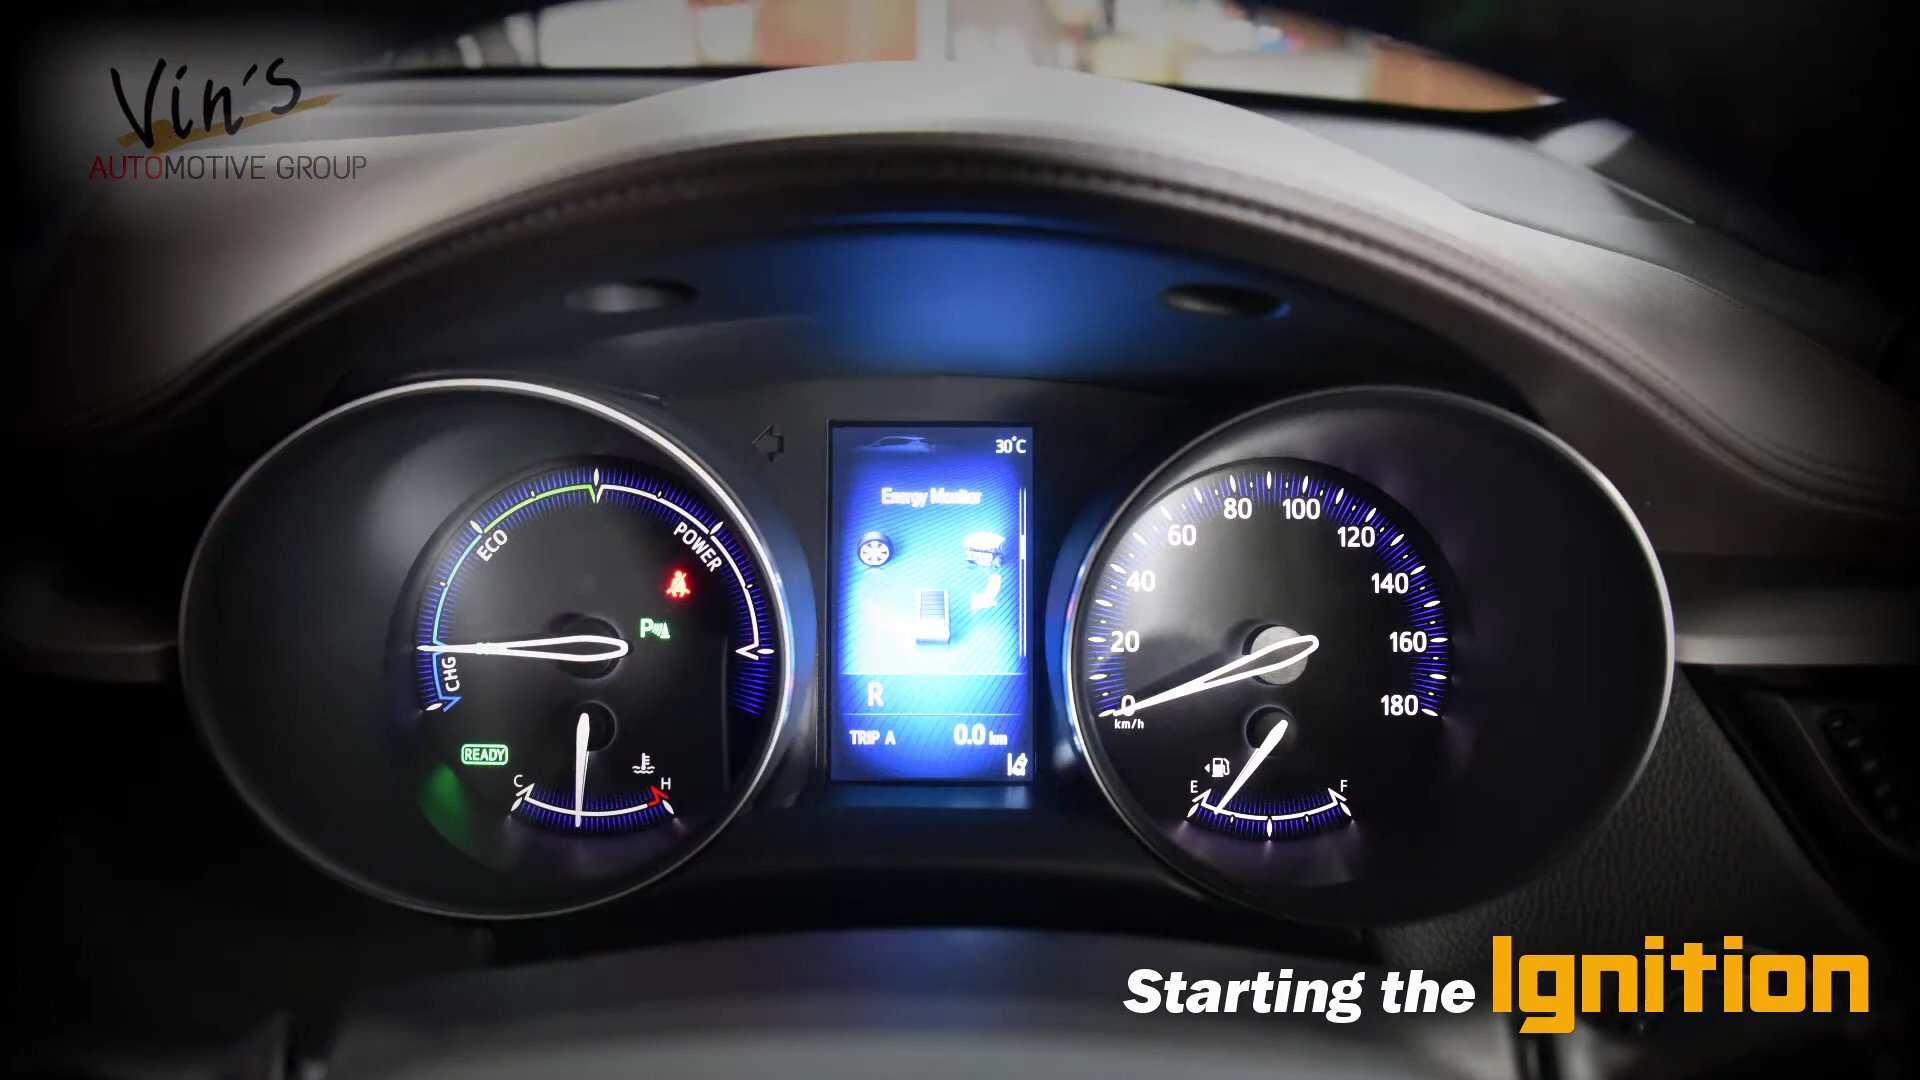 Vin's
AUTOMOTIVE GROUP
30°C
Energy Monitor
ECO
POWER
CHG
P
READY
C
H
R
TRIP A
0.0 km
0
20
40
60
80
100
120
140
160
180
km/h
E
F
Starting the Ignition